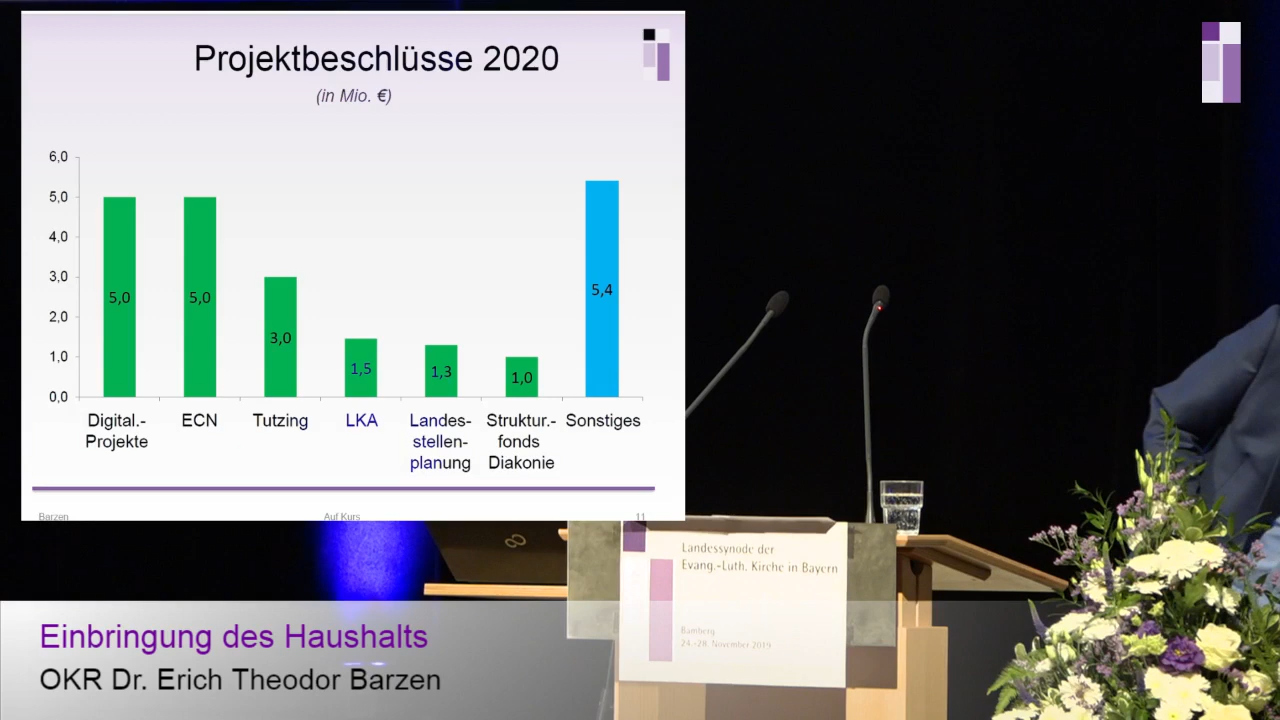 Projektbeschlüsse 2020
(in Mio. €)
6,0
5,0
4,0
3,0
2,0
1,0
0,0
5,0
5,0
3,0
1,5
1,3
1,0
5,4
Digital.-
Projekte
ECN
Tutzing
LKA
Landes-
stellen-
planung
Struktur.-
fonds
Diakonie
Sonstiges
Barzen
Auf Kurs
11
Landessynode der
Evang.-Luth. Kirche in Bayern
Bamberg
24.-28. November 2019
Einbringung des Haushalts
OKR Dr. Erich Theodor Barzen